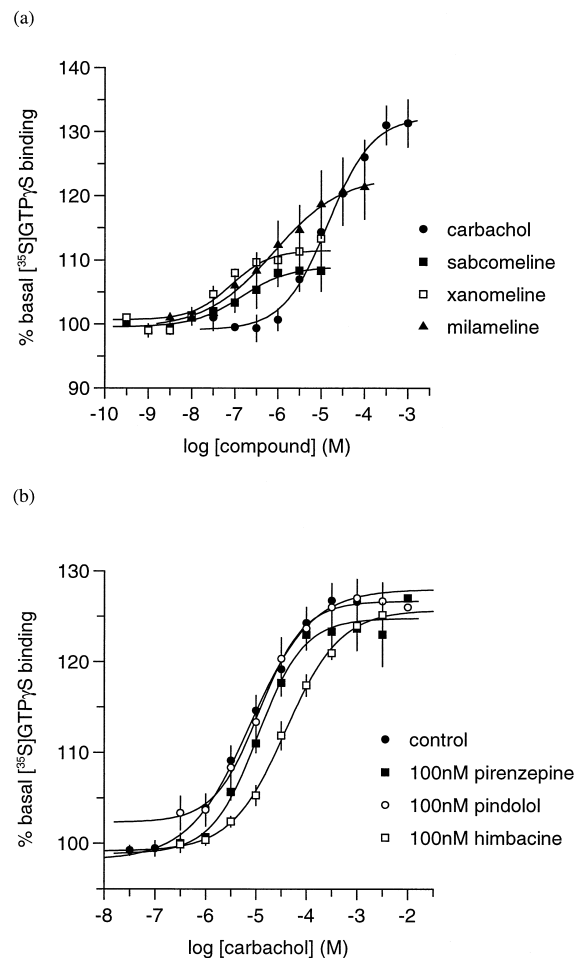 (a)
140
130
120
110
100
90
% basal [³⁵S]GTPγS binding
-10 -9 -8 -7 -6 -5 -4 -3
log [compound] (M)
carbachol
sabcomeline
xanomeline
milameline
(b)
130
120
110
100
% basal [³⁵S]GTPγS binding
-8 -7 -6 -5 -4 -3 -2
log [carbachol] (M)
control
100nM pirenzepine
100nM pindolol
100nM himbacine